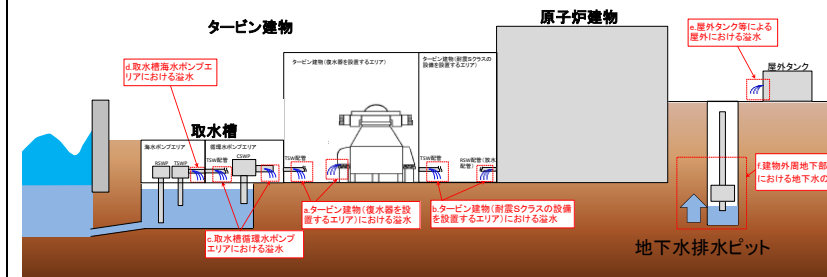 タービン建物
原子炉建物
e.屋外タンク等による
屋外における溢水
屋外タンク
d.取水槽海水ポンプエ
リアにおける溢水
タービン建物(復水器を設置するエリア)
タービン建物(耐震Sクラスの
設備を設置するエリア)
取水槽
海水ポンプエリア
循環水ポンプエリア
RSWP
TSWP
TSW配管
CSWP
TSW配管
TSW配管
RSW配管(放水
配管)
a.タービン建物(復水器を設
置するエリア)における溢水
b.タービン建物(耐震Sクラスの設備
を設置するエリア)における溢水
c.取水槽循環水ポンプ
エリアにおける溢水
f.建物外周地下部
における地下水の
地下水排水ピット